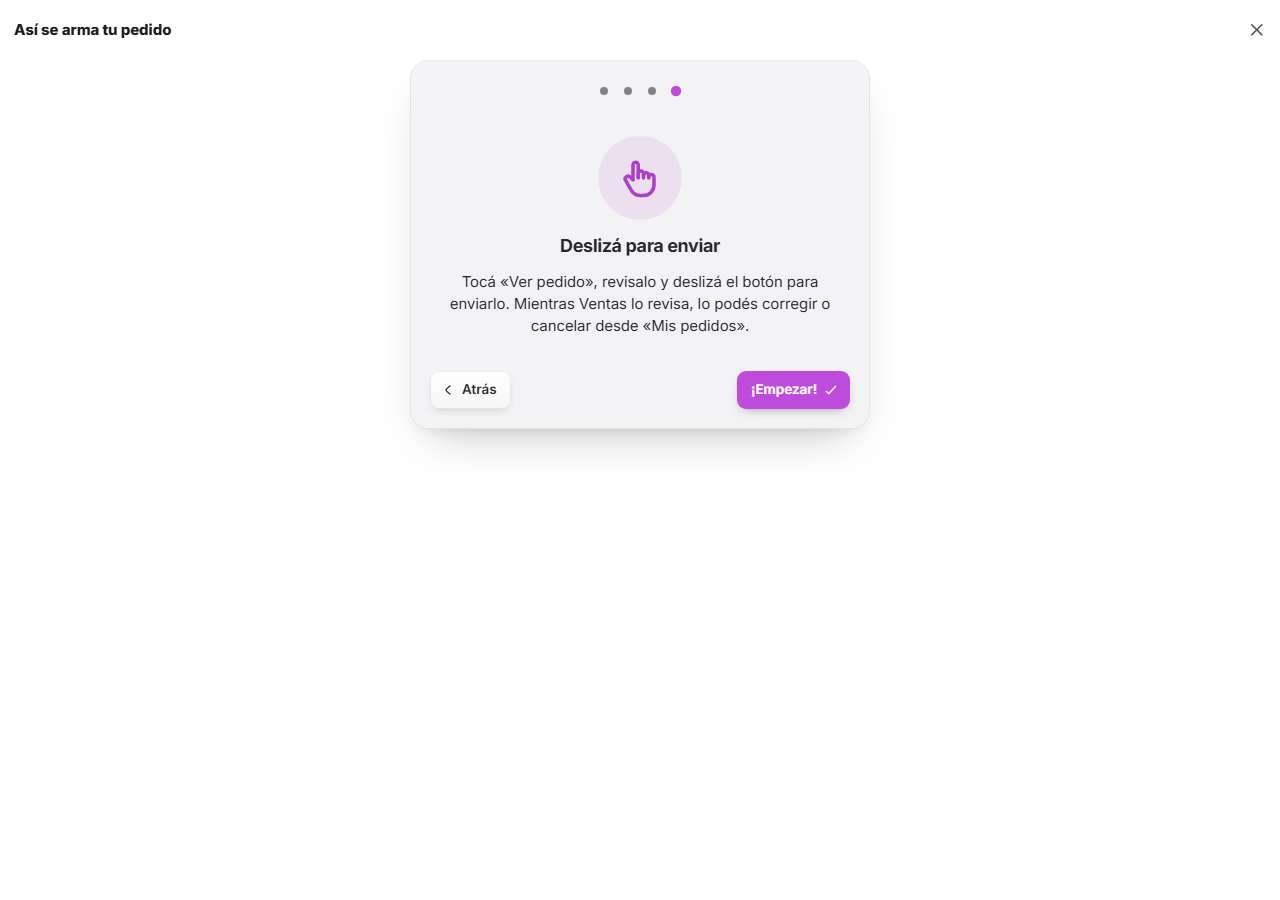 Así se arma tu pedido
Deslizá para enviar
Tocá «Ver pedido», revisalo y deslizá el botón para
enviarlo. Mientras Ventas lo revisa, lo podés corregir o
cancelar desde «Mis pedidos».
Atrás
¡Empezar!